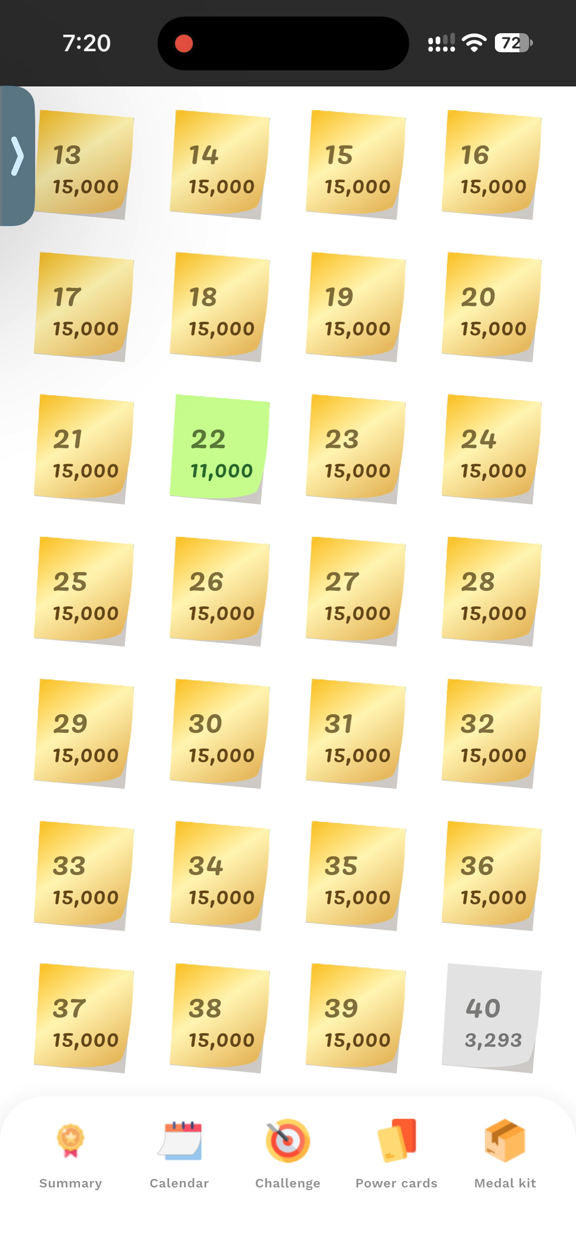 7:20
72
13 14 15 16
15,000 15,000 15,000 15,000
17 18 19 20
15,000 15,000 15,000 15,000
21 22 23 24
15,000 11,000 15,000 15,000
25 26 27 28
15,000 15,000 15,000 15,000
29 30 31 32
15,000 15,000 15,000 15,000
33 34 35 36
15,000 15,000 15,000 15,000
37 38 39 40
15,000 15,000 15,000 3,293
Summary Calendar Challenge Power cards Medal kit